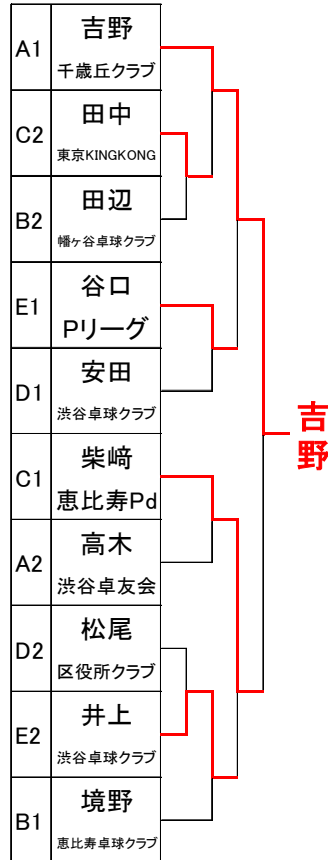 A1
吉野
千歳丘クラブ
C2
田中
東京KINGKONG
B2
田辺
幡ヶ谷卓球クラブ
E1
谷口
Pリーグ
D1
安田
渋谷卓球クラブ
C1
柴﨑
恵比寿Pd
A2
高木
渋谷卓友会
D2
松尾
区役所クラブ
E2
井上
渋谷卓球クラブ
B1
境野
恵比寿卓球クラブ
吉野